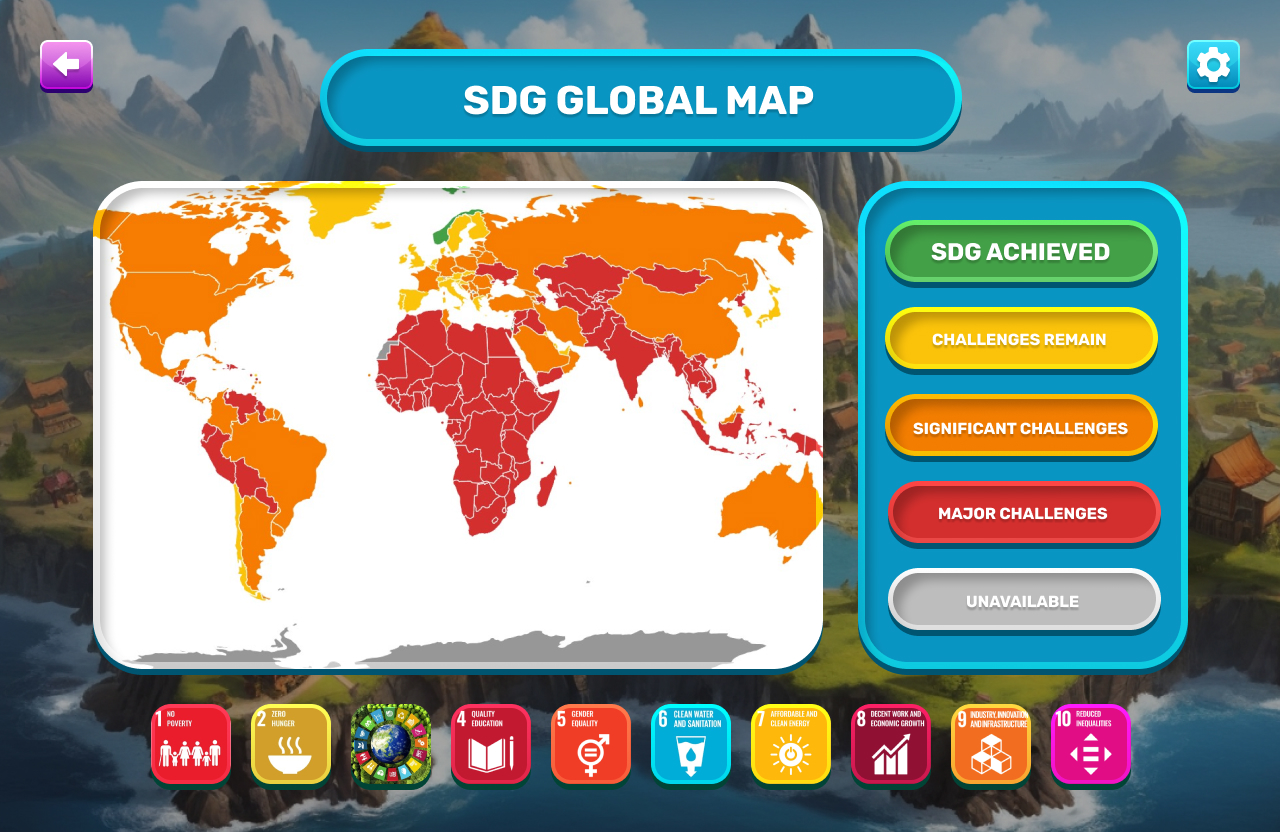 SDG GLOBAL MAP
SDG ACHIEVED
CHALLENGES REMAIN
SIGNIFICANT CHALLENGES
MAJOR CHALLENGES
UNAVAILABLE
1 NO
POVERTY
2 ZERO
HUNGER
4 QUALITY
EDUCATION
5 GENDER
EQUALITY
6 CLEAN WATER
AND SANITATION
7 AFFORDABLE AND
CLEAN ENERGY
8 DECENT WORK AND
ECONOMIC GROWTH
9 INDUSTRY, INNOVATION
AND INFRASTRUCTURE
10 REDUCED
INEQUALITIES